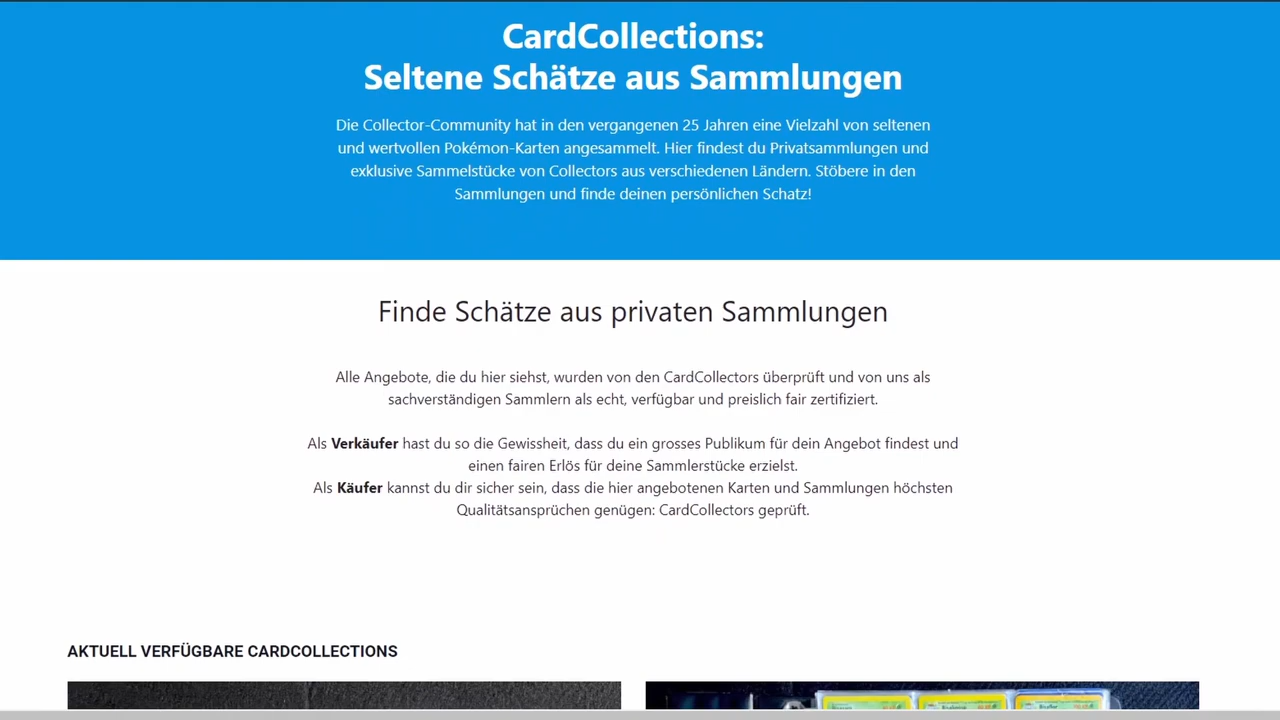 CardCollections:
Seltene Schätze aus Sammlungen
Die Collector-Community hat in den vergangenen 25 Jahren eine Vielzahl von seltenen
und wertvollen Pokémon-Karten angesammelt. Hier findest du Privatsammlungen und
exklusive Sammelstücke von Collectors aus verschiedenen Ländern. Stöbere in den
Sammlungen und finde deinen persönlichen Schatz!
Finde Schätze aus privaten Sammlungen
Alle Angebote, die du hier siehst, wurden von den CardCollectors überprüft und von uns als
sachverständigen Sammlern als echt, verfügbar und preislich fair zertifiziert.
Als Verkäufer hast du so die Gewissheit, dass du ein grosses Publikum für dein Angebot findest und
einen fairen Erlös für deine Sammlerstücke erzielst.
Als Käufer kannst du dir sicher sein, dass die hier angebotenen Karten und Sammlungen höchsten
Qualitätsansprüchen genügen: CardCollectors geprüft.
AKTUELL VERFÜGBARE CARDCOLLECTIONS